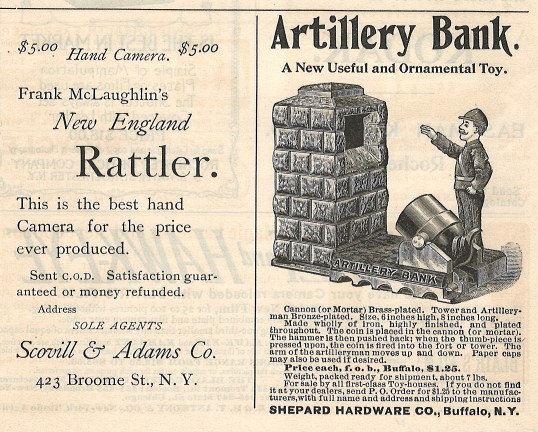 $5.00 Hand Camera. $5.00
Frank McLaughlin's
New England
Rattler.
This is the best hand
Camera for the price
ever produced.
Sent C.O.D. Satisfaction guar-
anteed or money refunded.
Address
SOLE AGENTS
Scovill & Adams Co.
423 Broome St., N. Y.
Artillery Bank.
A New Useful and Ornamental Toy.
ARTILLERY BANK
Cannon (or Mortar) Brass-plated. Tower and Artillery-
man Bronze-plated. Size, 6 inches high, 8 inches long.
Made wholly of iron, highly finished, and plated
throughout. The coin is placed in the cannon (or mortar).
The hammer is then pushed back; when the thumb-piece is
pressed upon, the coin is fired into the fort or tower. The
arm of the artilleryman moves up and down. Paper caps
may also be used if desired.
Price each, f. o. b., Buffalo, $1.25.
Weight, packed ready for shipment, about 7 lbs.
For sale by all first-class Toy-houses. If you do not find
it at your dealers, send P. O. Order for $1.25 to the manufac-
turers, with full name and address and shipping instructions
SHEPARD HARDWARE CO., Buffalo, N.Y.